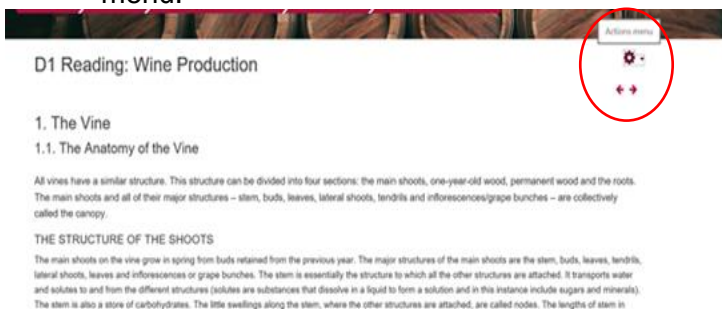 menu.
Actions menu
D1 Reading: Wine Production
1. The Vine
1.1. The Anatomy of the Vine
All vines have a similar structure. This structure can be divided into four sections: the main shoots, one-year-old wood, permanent wood and the roots.
The main shoots and all of their major structures – stem, buds, leaves, lateral shoots, tendrils and inflorescences/grape bunches – are collectively
called the canopy.
THE STRUCTURE OF THE SHOOTS
The main shoots on the vine grow in spring from buds retained from the previous year. The major structures of the main shoots are the stem, buds, leaves, tendrils,
lateral shoots, leaves and inflorescences or grape bunches. The stem is essentially the structure to which all the other structures are attached. It transports water
and solutes to and from the different structures (solutes are substances that dissolve in a liquid to form a solution and in this instance include sugars and minerals).
The stem is also a store of carbohydrates. The little swellings along the stem, where the other structures are attached, are called nodes. The lengths of stem in